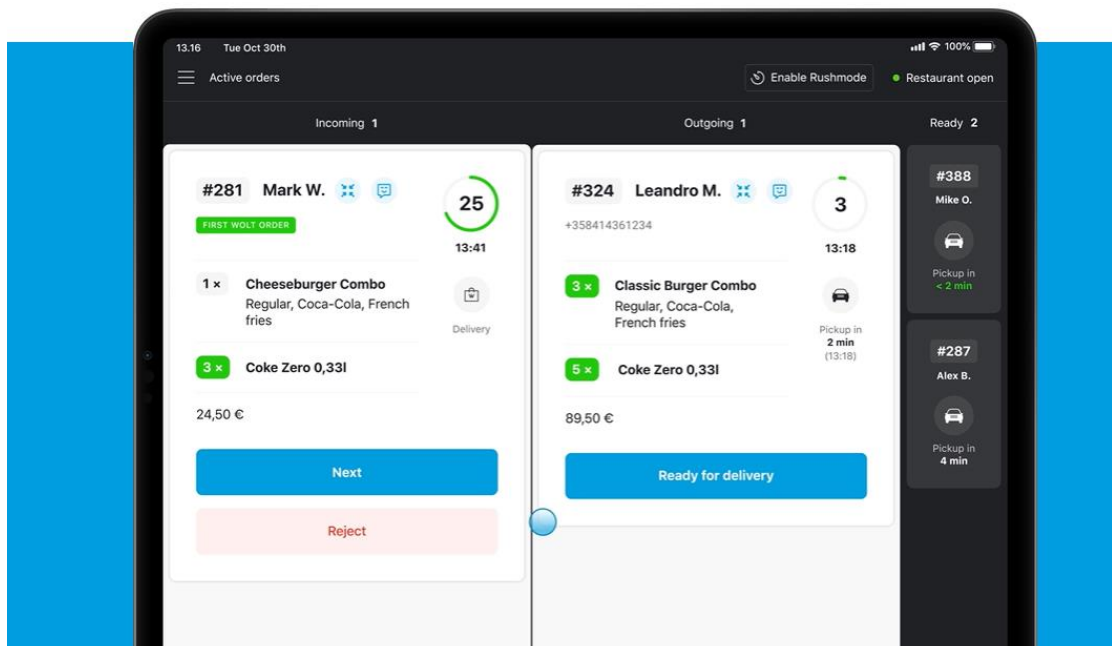 13.16 Tue Oct 30th
100%
Active orders
Enable Rushmode
Restaurant open
Incoming 1
Outgoing 1
Ready 2
#281 Mark W.
FIRST WOLT ORDER
25
13:41
1 × Cheeseburger Combo
Regular, Coca-Cola, French
fries
Delivery
3 × Coke Zero 0,33l
24,50 €
Next
Reject
#324 Leandro M.
+358414361234
3
13:18
3 × Classic Burger Combo
Regular, Coca-Cola,
French fries
Pickup in
2 min
(13:18)
5 × Coke Zero 0,33l
89,50 €
Ready for delivery
#388
Mike O.
Pickup in
< 2 min
#287
Alex B.
Pickup in
4 min